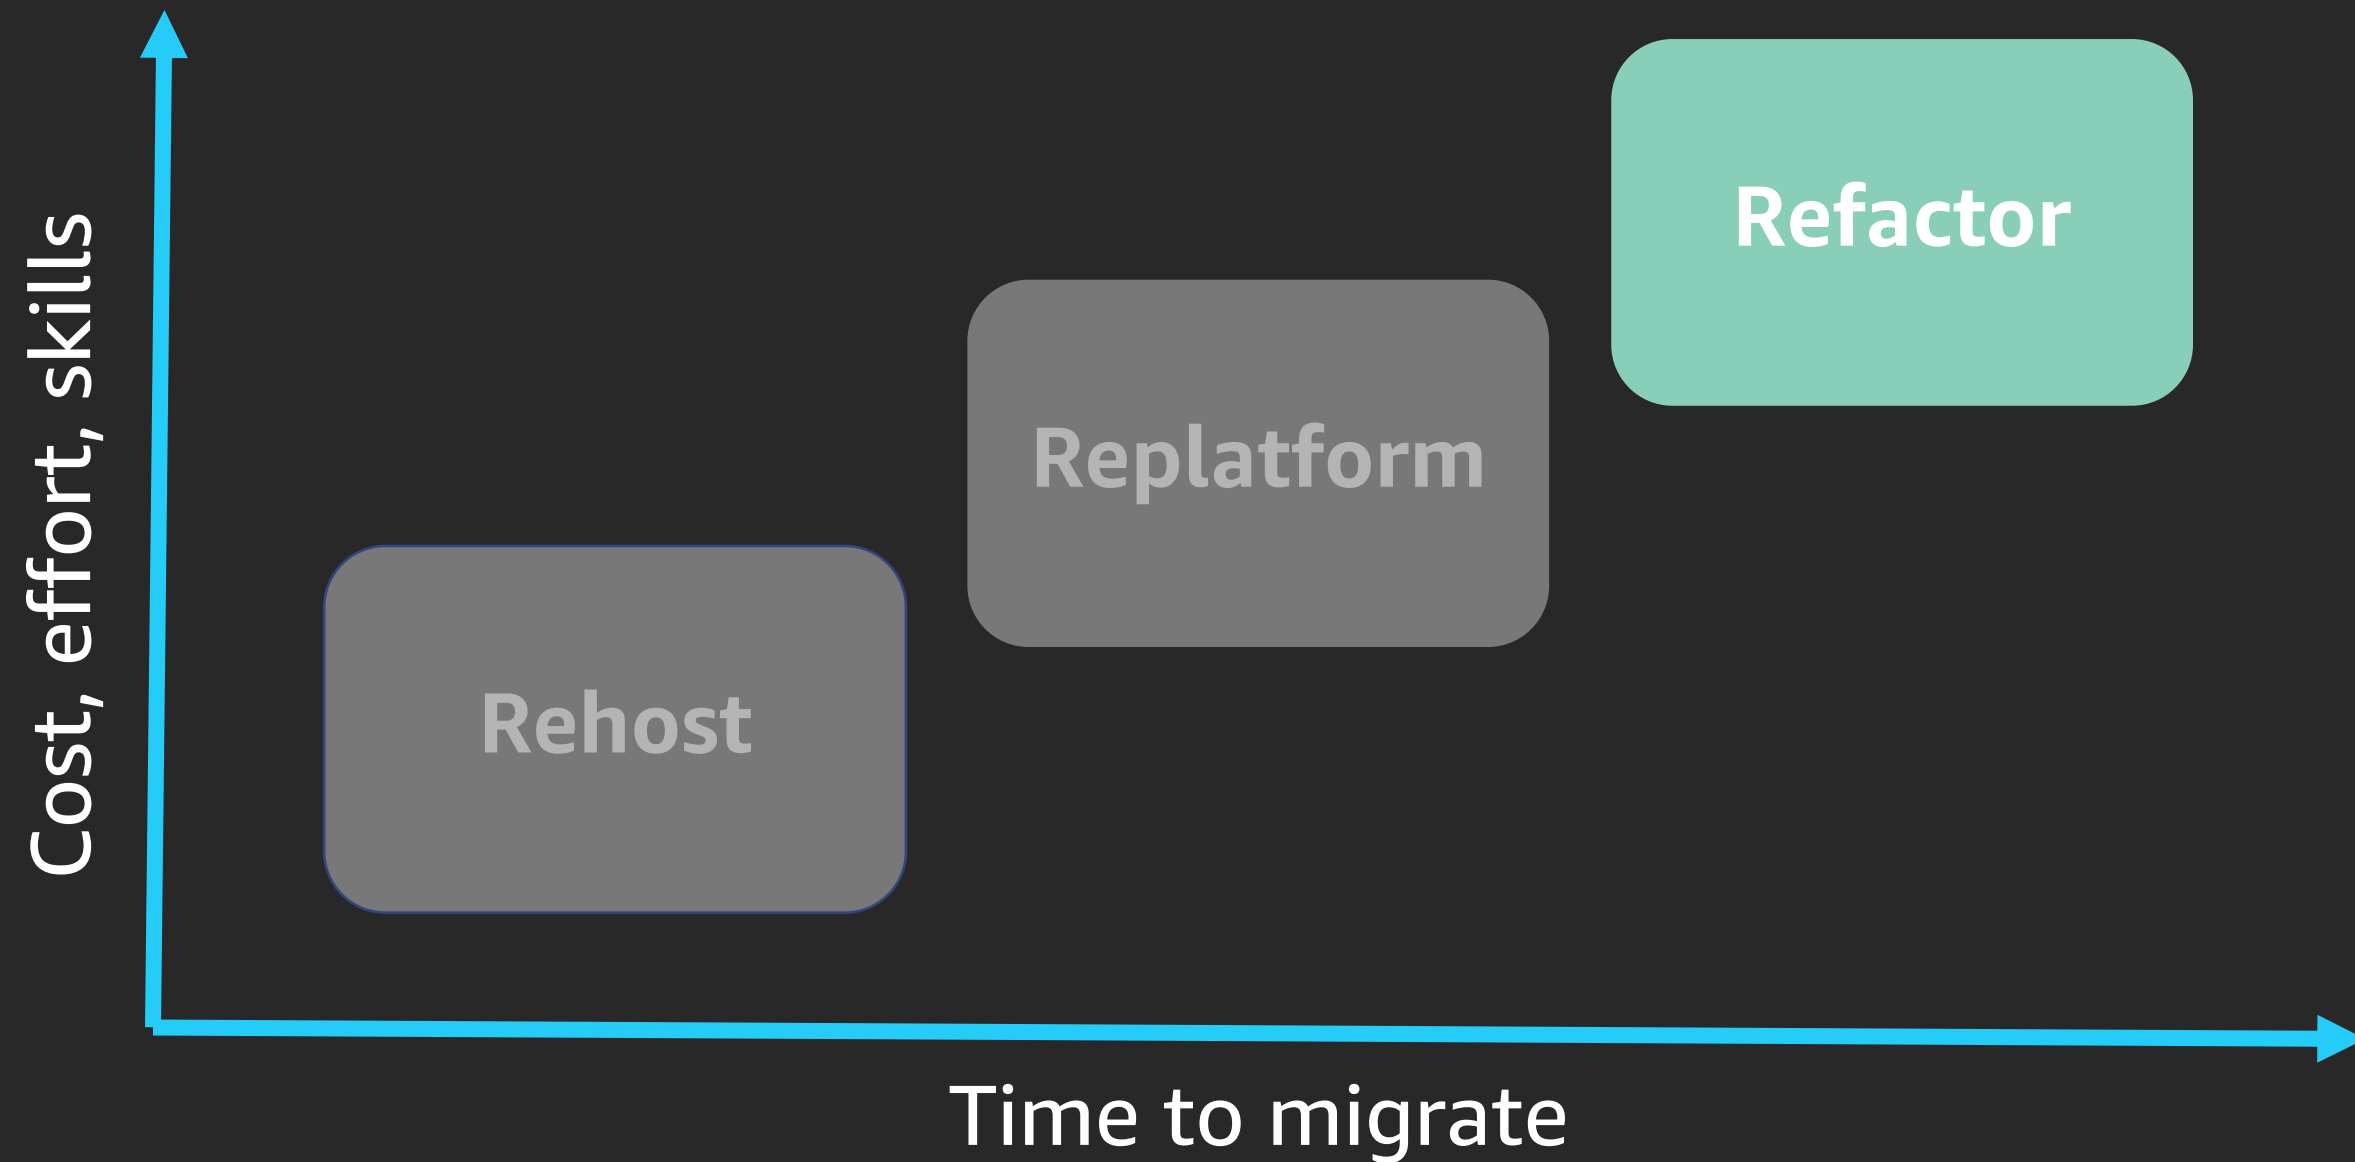 Cost, effort, skills
Refactor
Replatform
Rehost
Time to migrate